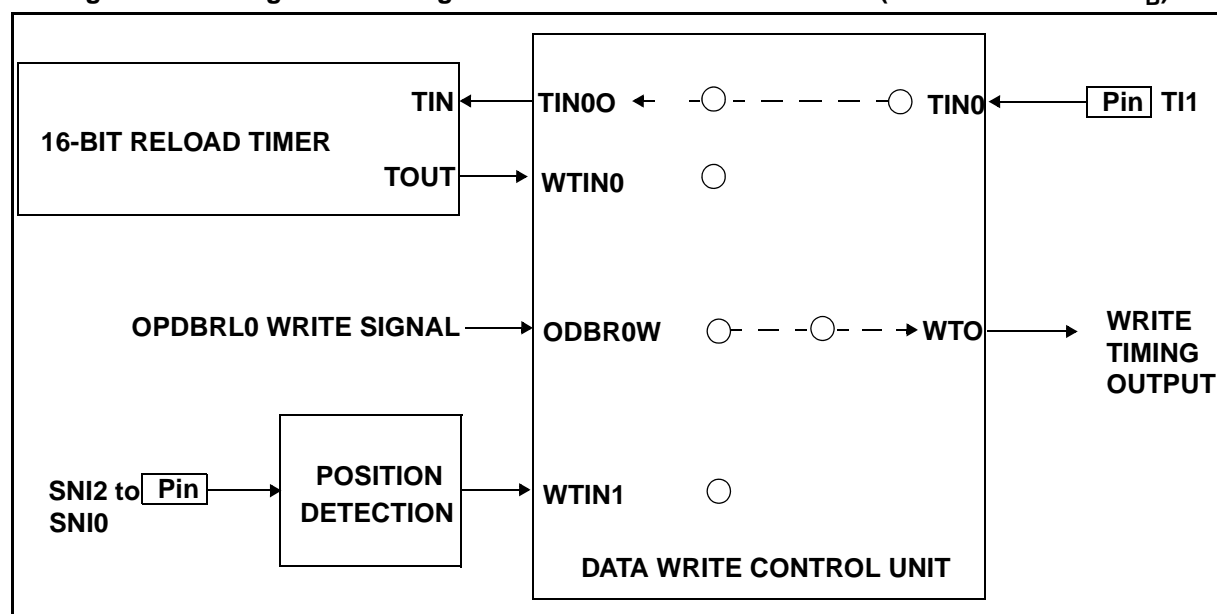 TIN
TIN0O
TIN0
Pin
TI1
16-BIT RELOAD TIMER
TOUT
WTIN0
OPDBRL0 WRITE SIGNAL
ODBR0W
WTO
WRITE
TIMING
OUTPUT
SNI2 to
Pin
SNI0
POSITION
DETECTION
WTIN1
DATA WRITE CONTROL UNIT